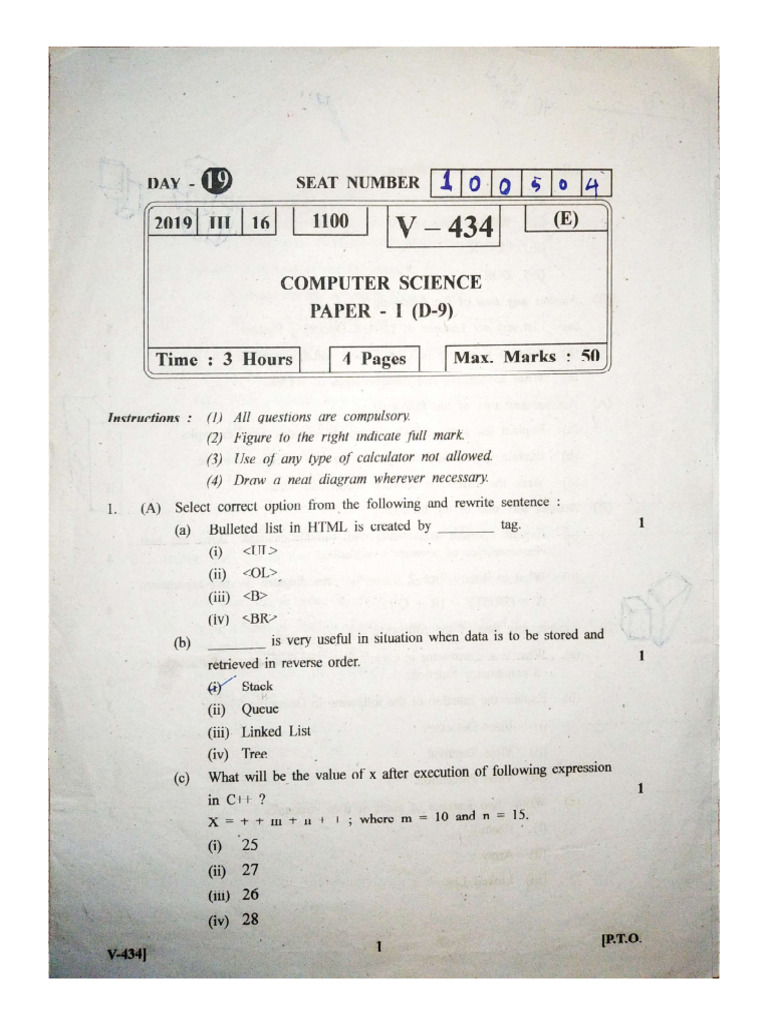 DAY - 19 SEAT NUMBER 1 0 0 5 0 4
2019 III 16 1100 V – 434 (E)
COMPUTER SCIENCE
PAPER - I (D-9)
Time : 3 Hours 4 Pages Max. Marks : 50
Instructions : (1) All questions are compulsory.
(2) Figure to the right indicate full mark.
(3) Use of any type of calculator not allowed.
(4) Draw a neat diagram wherever necessary.
1. (A) Select correct option from the following and rewrite sentence :
(a) Bulleted list in HTML is created by ________ tag. 1
(i) <UL>
(ii) <OL>
(iii) <B>
(iv) <BR>
(b) ________ is very useful in situation when data is to be stored and
retrieved in reverse order. 1
(i) Stack
(ii) Queue
(iii) Linked List
(iv) Tree
(c) What will be the value of x after execution of following expression
in C++ ? 1
X = + + m + n + + ; where m = 10 and n = 15.
(i) 25
(ii) 27
(iii) 26
(iv) 28
V-434] 1 [P.T.O.